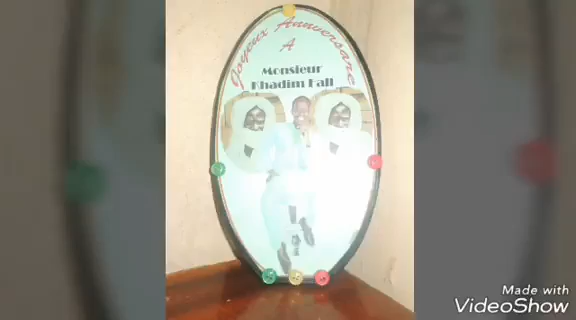 Joyeux Anniversaire
A
Monsieur
Khadim Fall
Made with
VideoShow